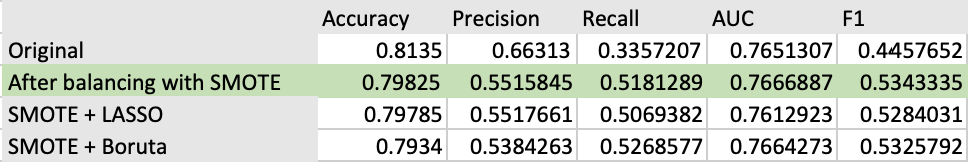 Accuracy Precision Recall AUC F1
Original 0.8135 0.66313 0.3357207 0.7651307 0.4457652
After balancing with SMOTE 0.79825 0.5515845 0.5181289 0.7666887 0.5343335
SMOTE + LASSO 0.79785 0.5517661 0.5069382 0.7612923 0.5284031
SMOTE + Boruta 0.7934 0.5384263 0.5268577 0.7664273 0.5325792